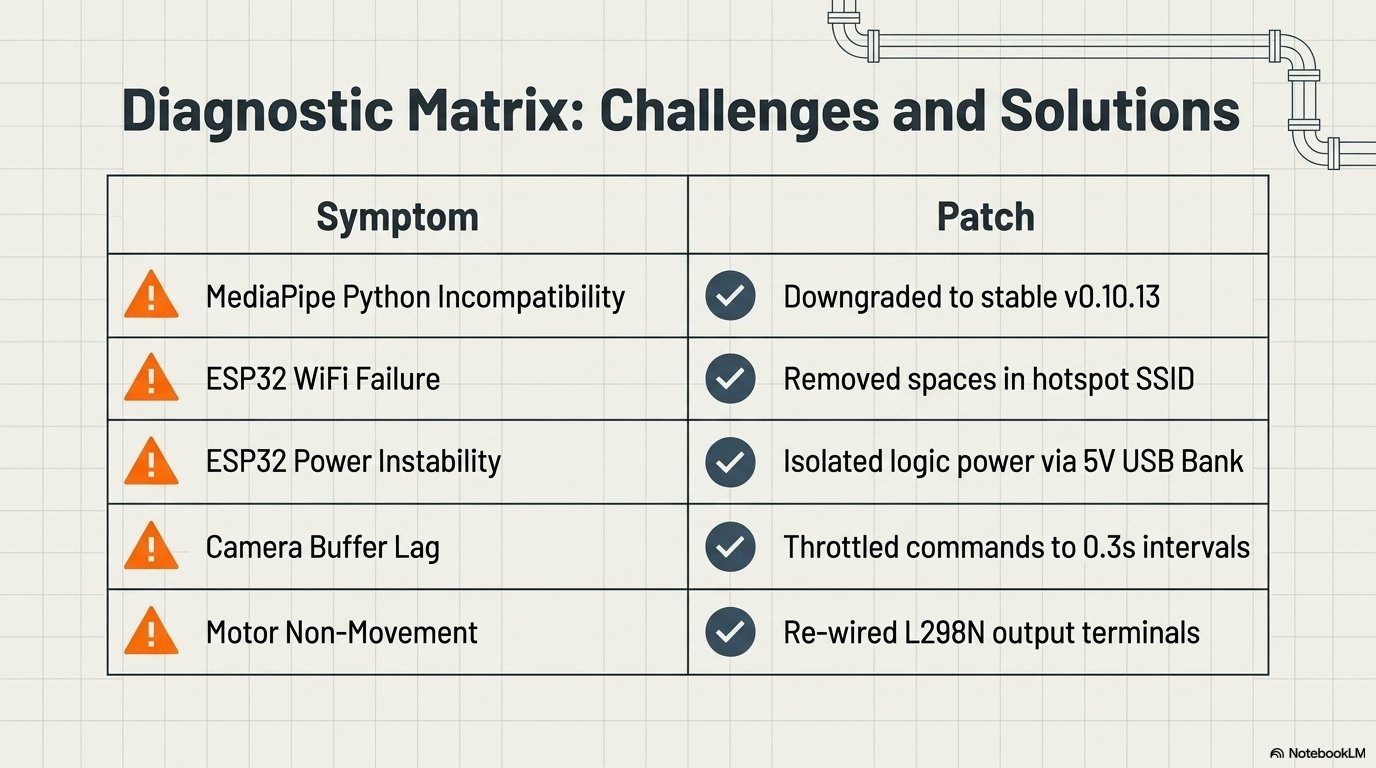 Diagnostic Matrix: Challenges and Solutions
Symptom
Patch
MediaPipe Python Incompatibility
Downgraded to stable v0.10.13
ESP32 WiFi Failure
Removed spaces in hotspot SSID
ESP32 Power Instability
Isolated logic power via 5V USB Bank
Camera Buffer Lag
Throttled commands to 0.3s intervals
Motor Non-Movement
Re-wired L298N output terminals
NotebookLM